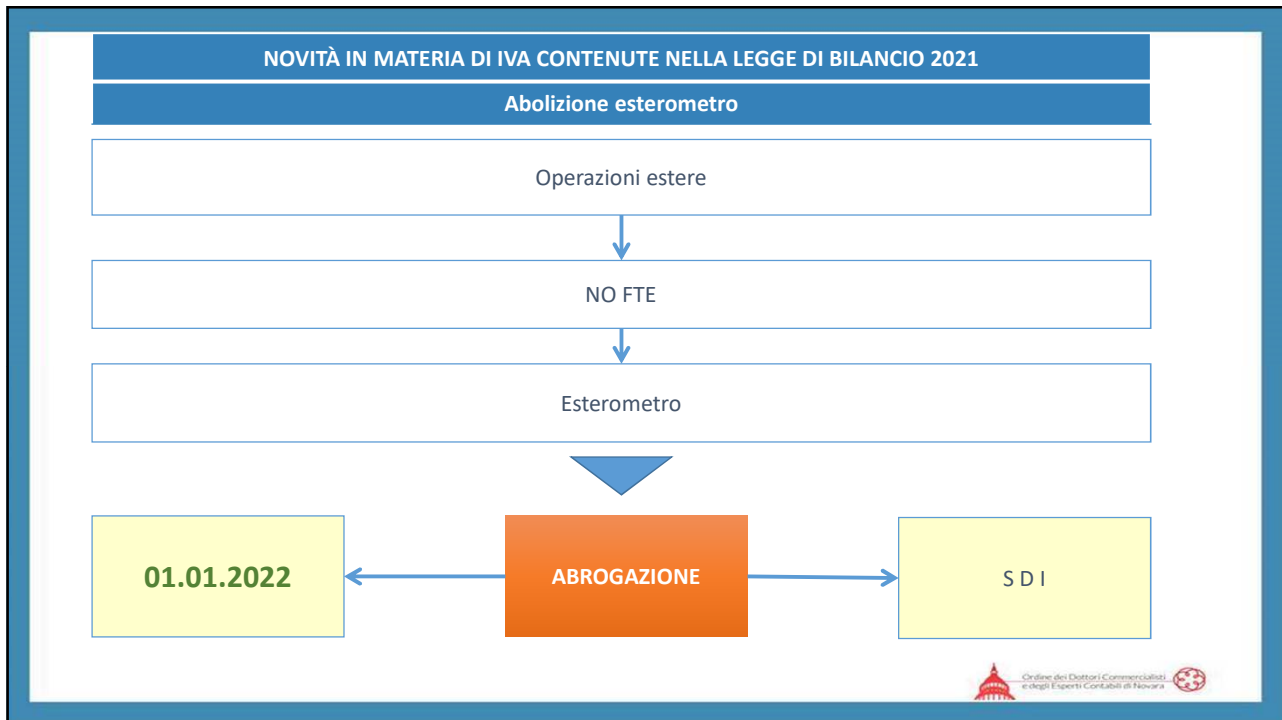 NOVITÀ IN MATERIA DI IVA CONTENUTE NELLA LEGGE DI BILANCIO 2021
Abolizione esterometro
Operazioni estere
NO FTE
Esterometro
01.01.2022
ABROGAZIONE
S D I
Ordine dei Dottori Commercialisti
e degli Esperti Contabili di Novara